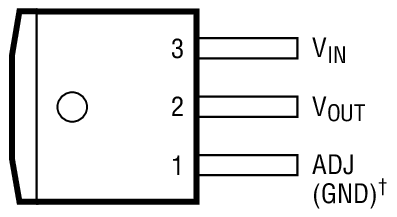 3 V_IN
2 V_OUT
1 ADJ
(GND)†